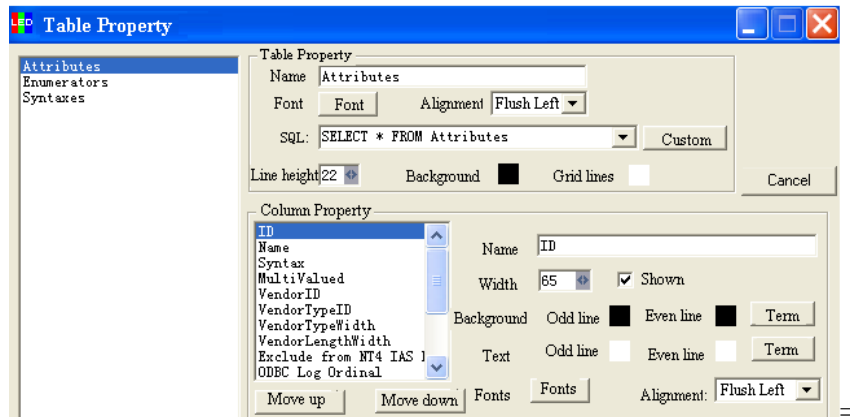 LED Table Property
Attributes
Enumerators
Syntaxes
Table Property
Name Attributes
Font Font Alignment Flush Left
SQL: SELECT * FROM Attributes Custom
Line height 22 Background Grid lines
Cancel
Column Property
ID
Name
Syntax
MultiValued
VendorID
VendorTypeID
VendorTypeWidth
VendorLengthWidth
Exclude from NT4 IAS
ODBC Log Ordinal
Move up Move down
Name ID
Width 65 Shown
Background Odd line Even line Term
Text Odd line Even line Term
Fonts Fonts Alignment: Flush Left